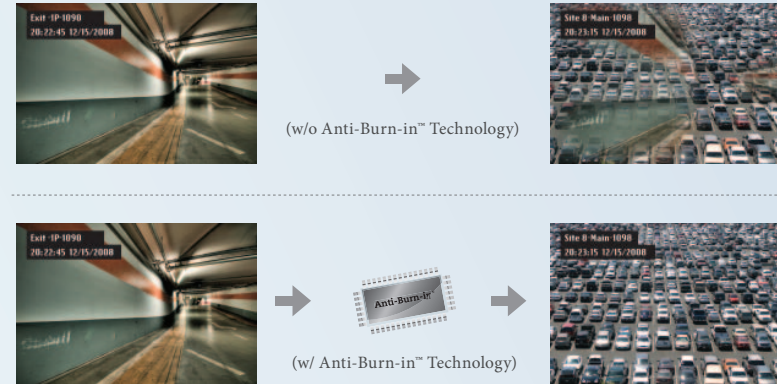 Exit-1P-1098
20:22:45 12/15/2008
Site 8-Main-1098
20:23:15 12/15/2008
(w/o Anti-Burn-in™ Technology)
Exit-1P-1098
20:22:45 12/15/2008
Site 8-Main-1098
20:23:15 12/15/2008
Anti-Burn-in
(w/ Anti-Burn-in™ Technology)